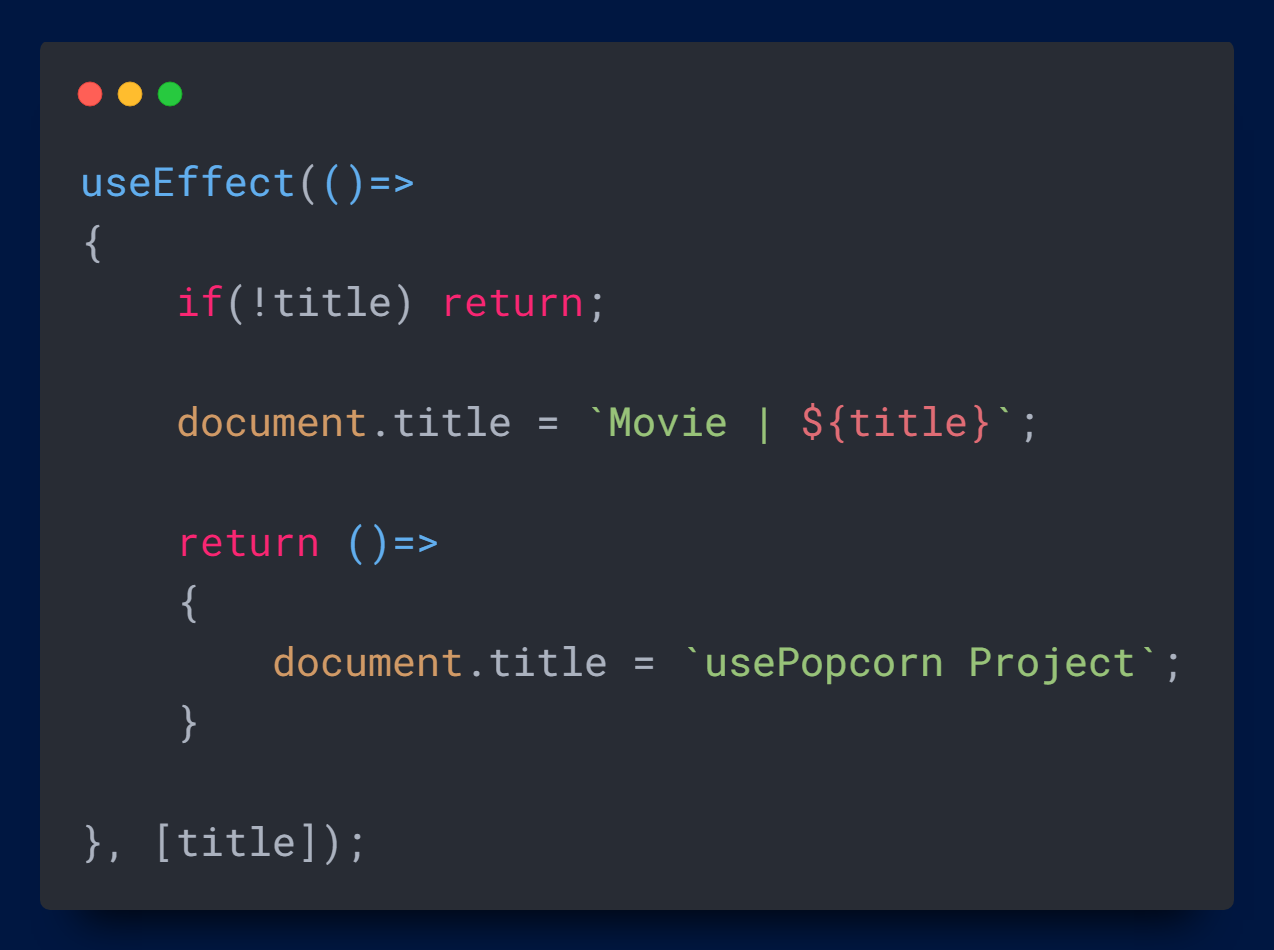 useEffect(()=>
{
    if(!title) return;

    document.title = `Movie | ${title}`;

    return ()=>
    {
        document.title = `usePopcorn Project`;
    }

}, [title]);